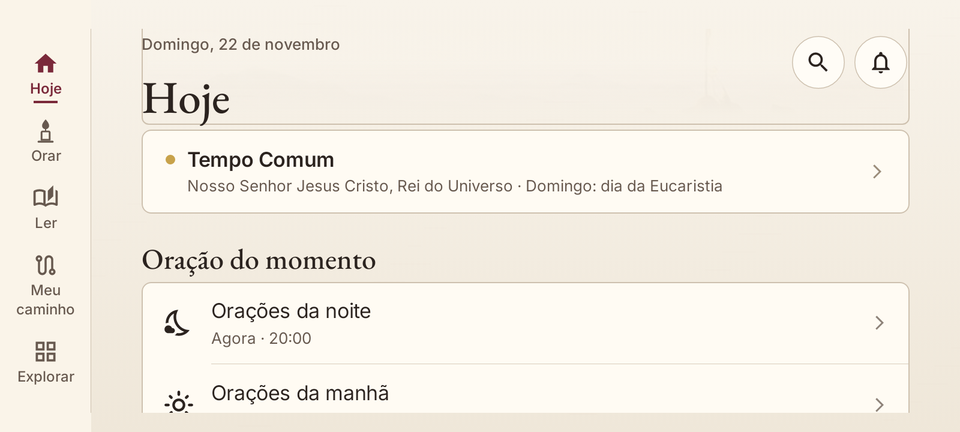 Domingo, 22 de novembro
Hoje
Tempo Comum
Nosso Senhor Jesus Cristo, Rei do Universo · Domingo: dia da Eucaristia
Oração do momento
Orações da noite
Agora · 20:00
Orações da manhã
Hoje
Orar
Ler
Meu
caminho
Explorar